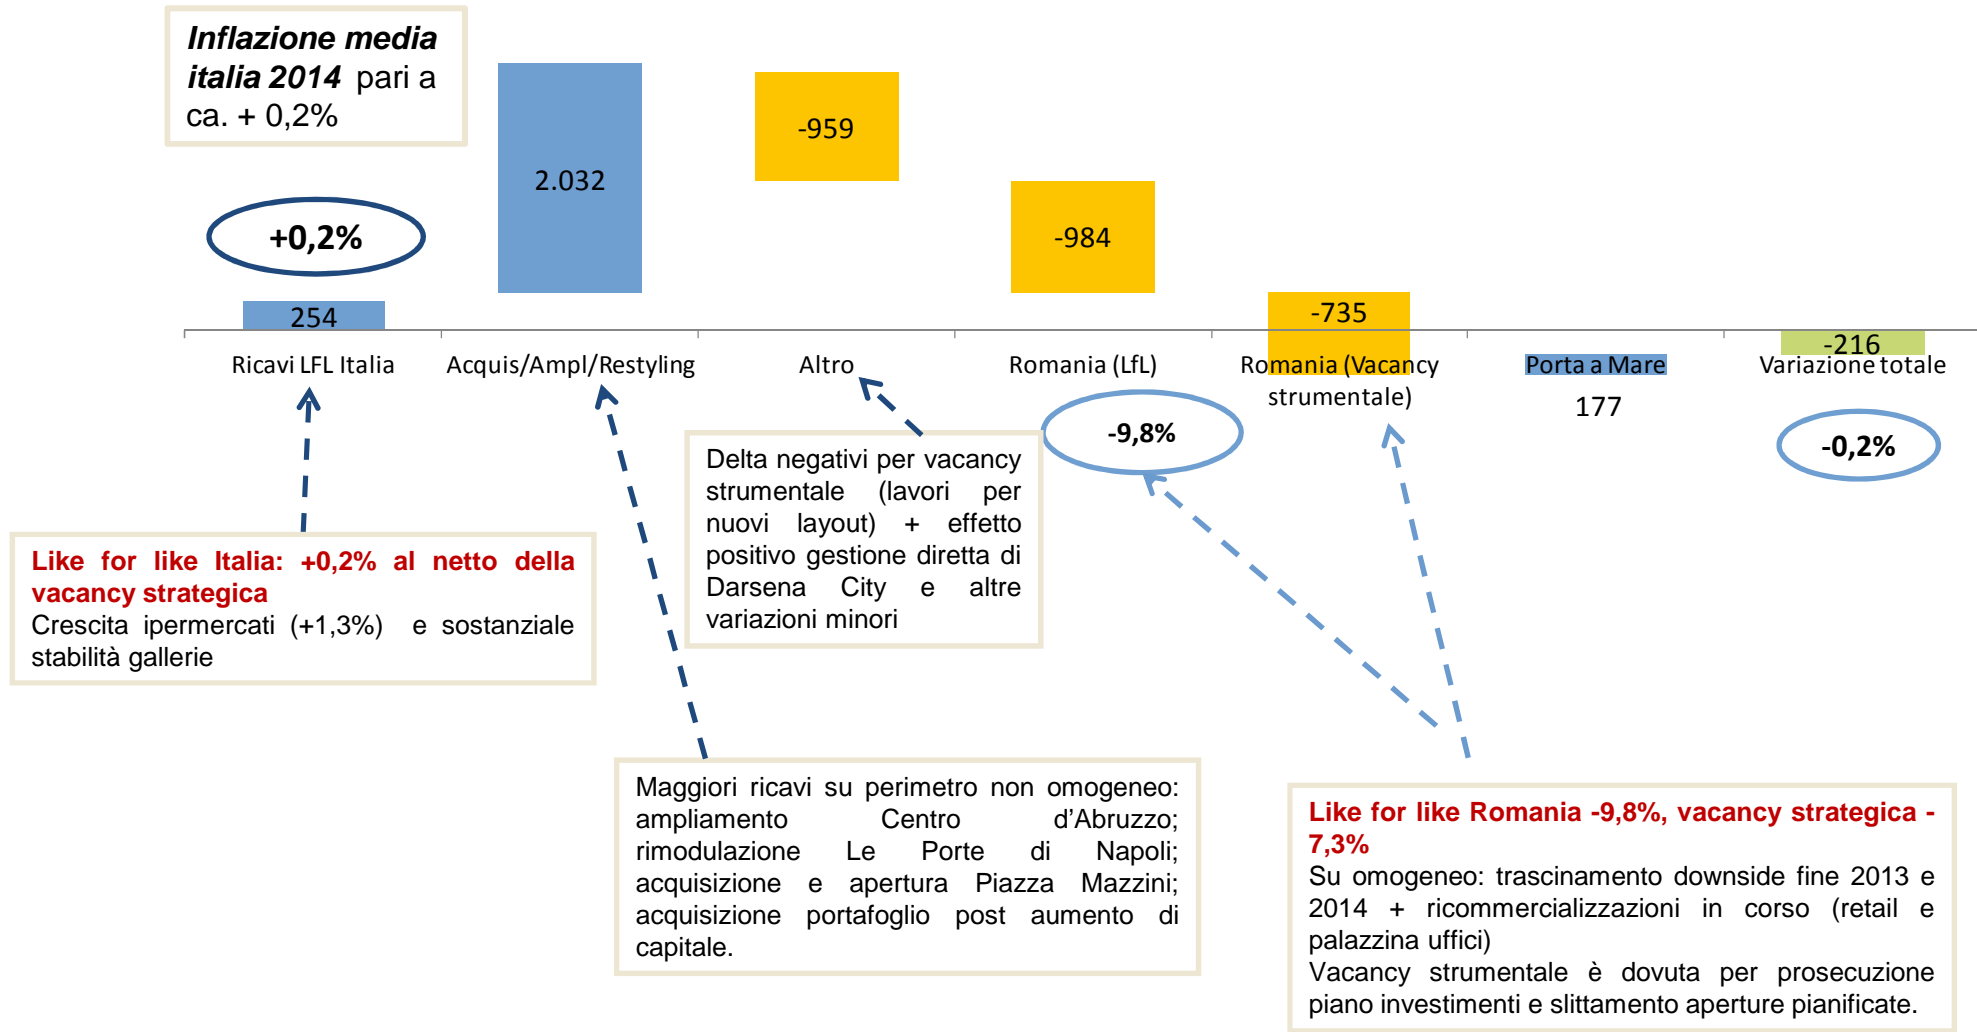 Inflazione media
italia 2014 pari a
ca. + 0,2%
+0,2%
254
2.032
-959
-984
-735
177
-216
Ricavi LFL Italia
Acquis/Ampl/Restyling
Altro
Romania (LfL)
Romania (Vacancy
strumentale)
Porta a Mare
Variazione totale
-9,8%
-0,2%
Like for like Italia: +0,2% al netto della
vacancy strategica
Crescita ipermercati (+1,3%) e sostanziale
stabilità gallerie
Delta negativi per vacancy
strumentale (lavori per
nuovi layout) + effetto
positivo gestione diretta di
Darsena City e altre
variazioni minori
Maggiori ricavi su perimetro non omogeneo:
ampliamento Centro d'Abruzzo;
rimodulazione Le Porte di Napoli;
acquisizione e apertura Piazza Mazzini;
acquisizione portafoglio post aumento di
capitale.
Like for like Romania -9,8%, vacancy strategica -
7,3%
Su omogeneo: trascinamento downside fine 2013 e
2014 + ricommercializzazioni in corso (retail e
palazzina uffici)
Vacancy strumentale è dovuta per prosecuzione
piano investimenti e slittamento aperture pianificate.